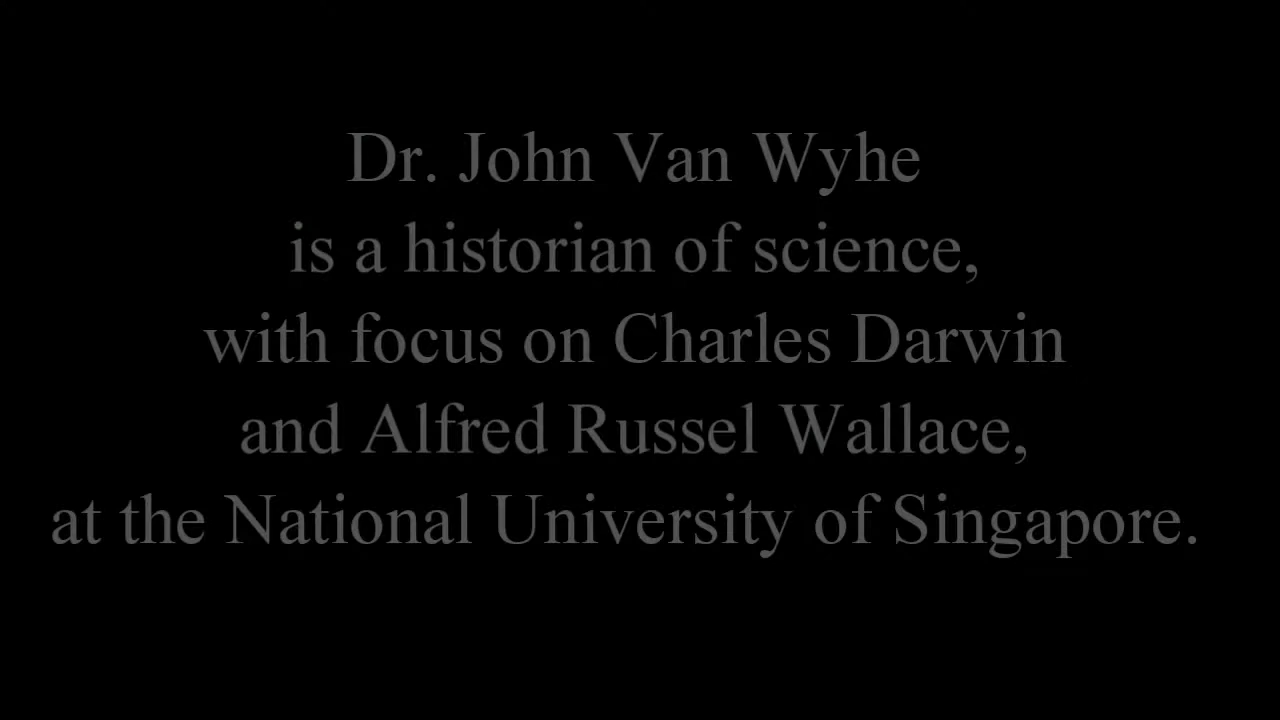 Dr. John Van Wyhe
is a historian of science,
with focus on Charles Darwin
and Alfred Russel Wallace,
at the National University of Singapore.